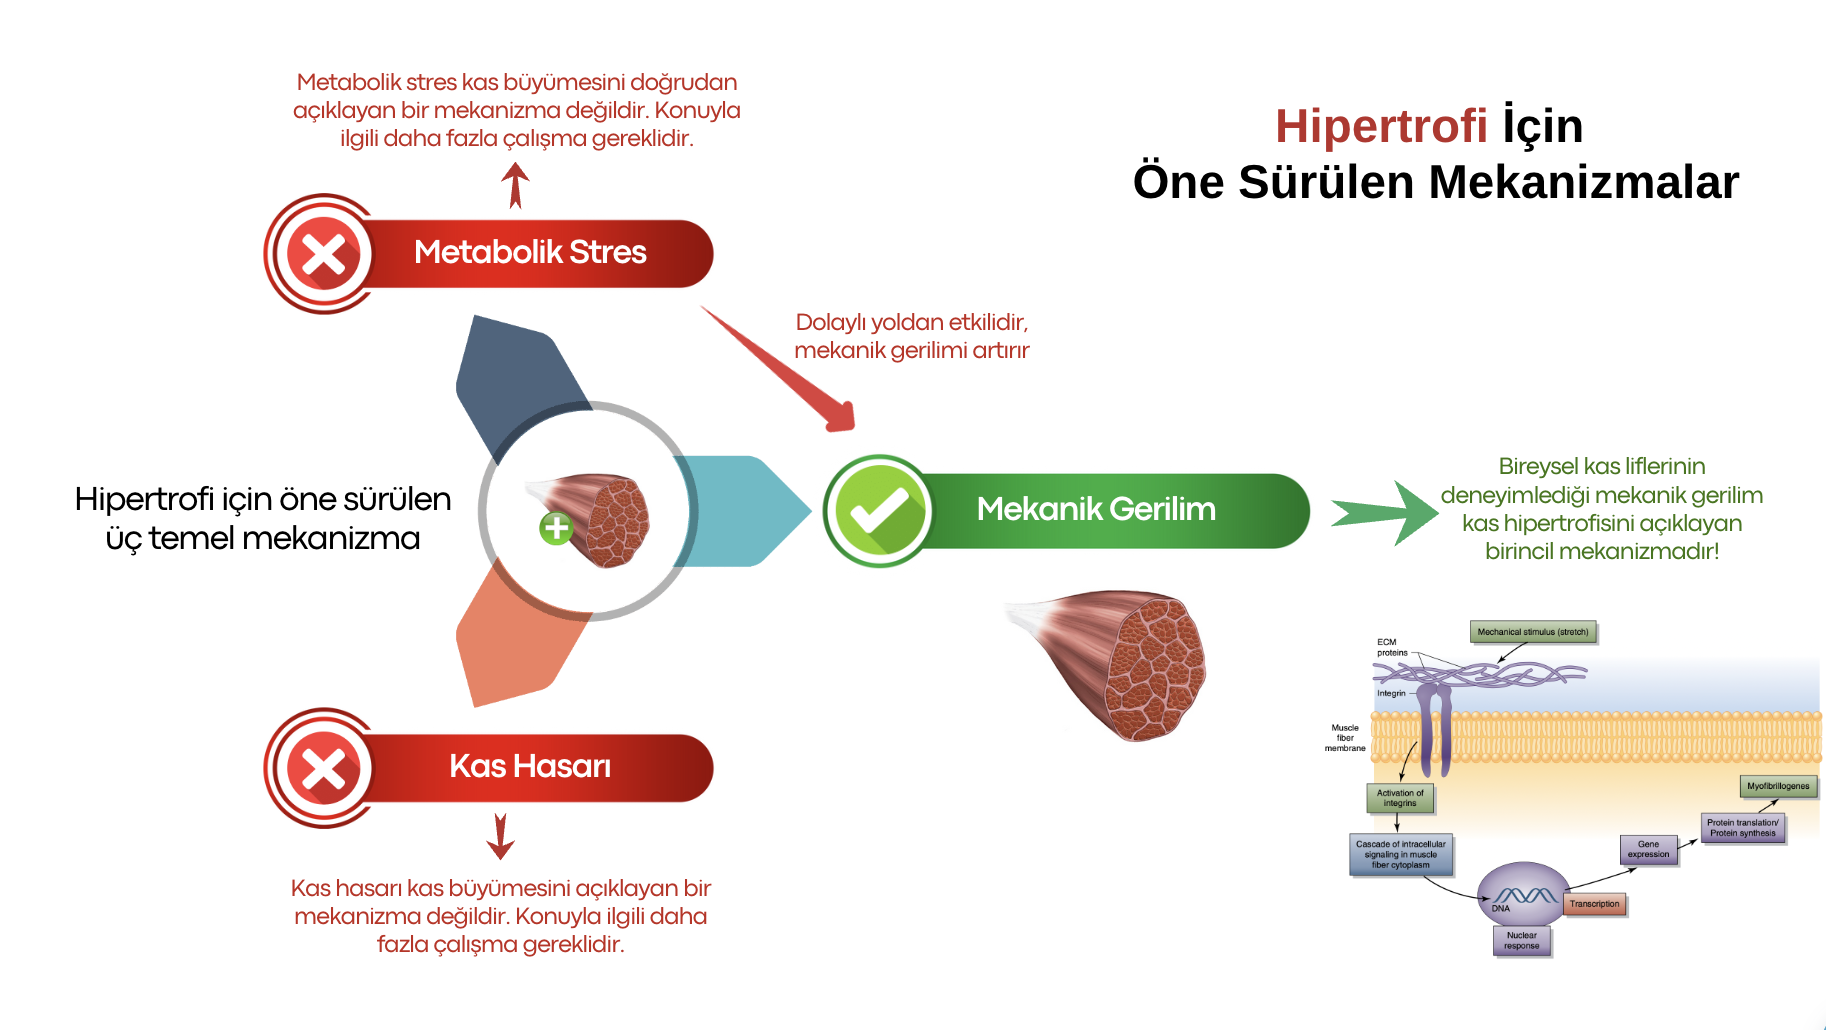 Hipertrofi İçin
Öne Sürülen Mekanizmalar
Metabolik stres kas büyümesini doğrudan
açıklayan bir mekanizma değildir. Konuyla
ilgili daha fazla çalışma gereklidir.
Metabolik Stres
Dolaylı yoldan etkilidir,
mekanik gerilimi artırır
Hipertrofi için öne sürülen
üç temel mekanizma
Mekanik Gerilim
Bireysel kas liflerinin
deneyimlediği mekanik gerilim
kas hipertrofisini açıklayan
birincil mekanizmadır!
Kas Hasarı
Kas hasarı kas büyümesini açıklayan bir
mekanizma değildir. Konuyla ilgili daha
fazla çalışma gereklidir.
Mechanical stimulus (stretch)
ECM
proteins
Integrin
Muscle
fiber
membrane
Activation of
integrins
Cascade of intracellular
signaling in muscle
fiber cytoplasm
DNA
Nuclear
response
Transcription
Gene
expression
Protein translation/
Protein synthesis
Myofibrillogenes